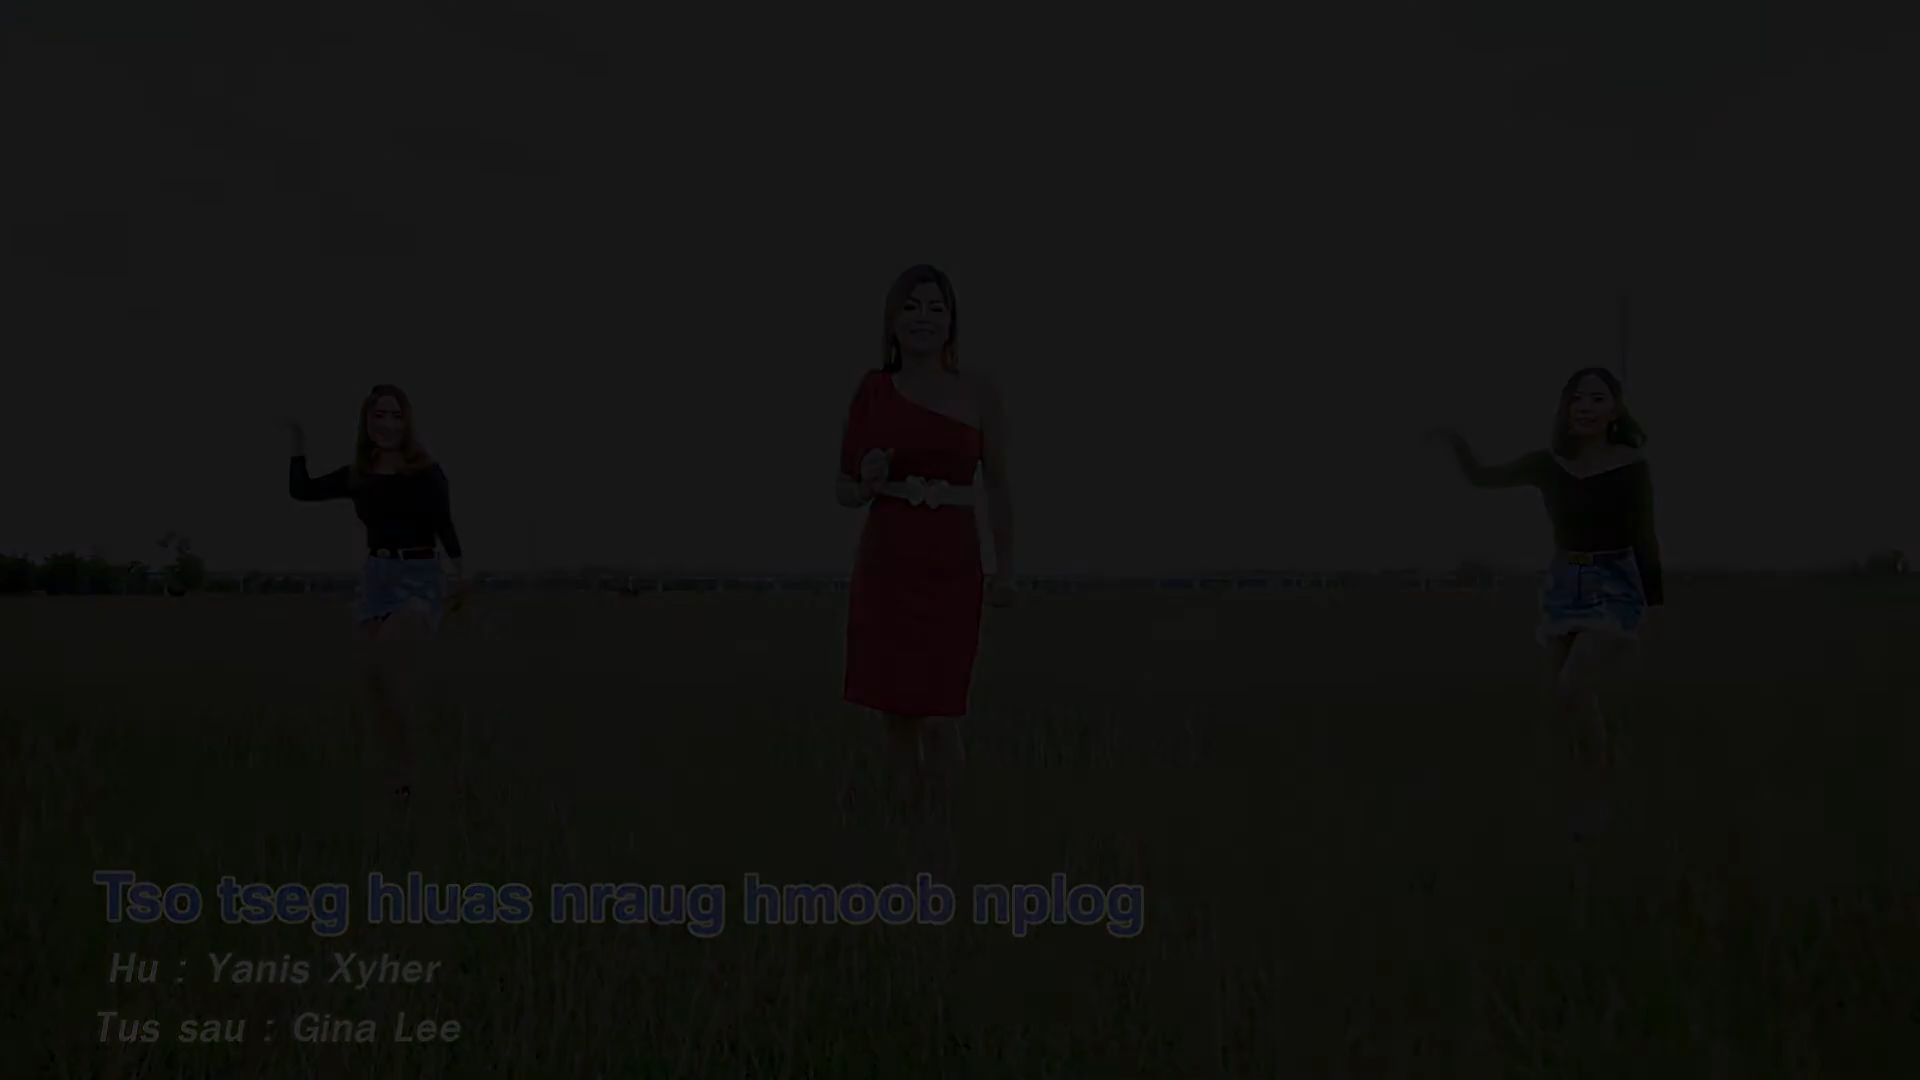 Tso tseg hluas nraug hmoob nplog
Hu : Yanis Xyher
Tus sau : Gina Lee